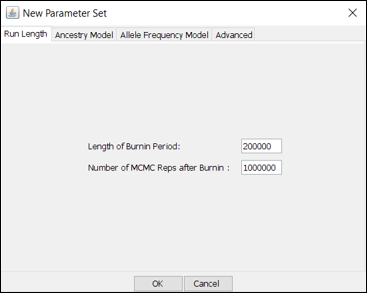 New Parameter Set
Run Length Ancestry Model Allele Frequency Model Advanced
Length of Burnin Period: 200000
Number of MCMC Reps after Burnin : 1000000
OK Cancel